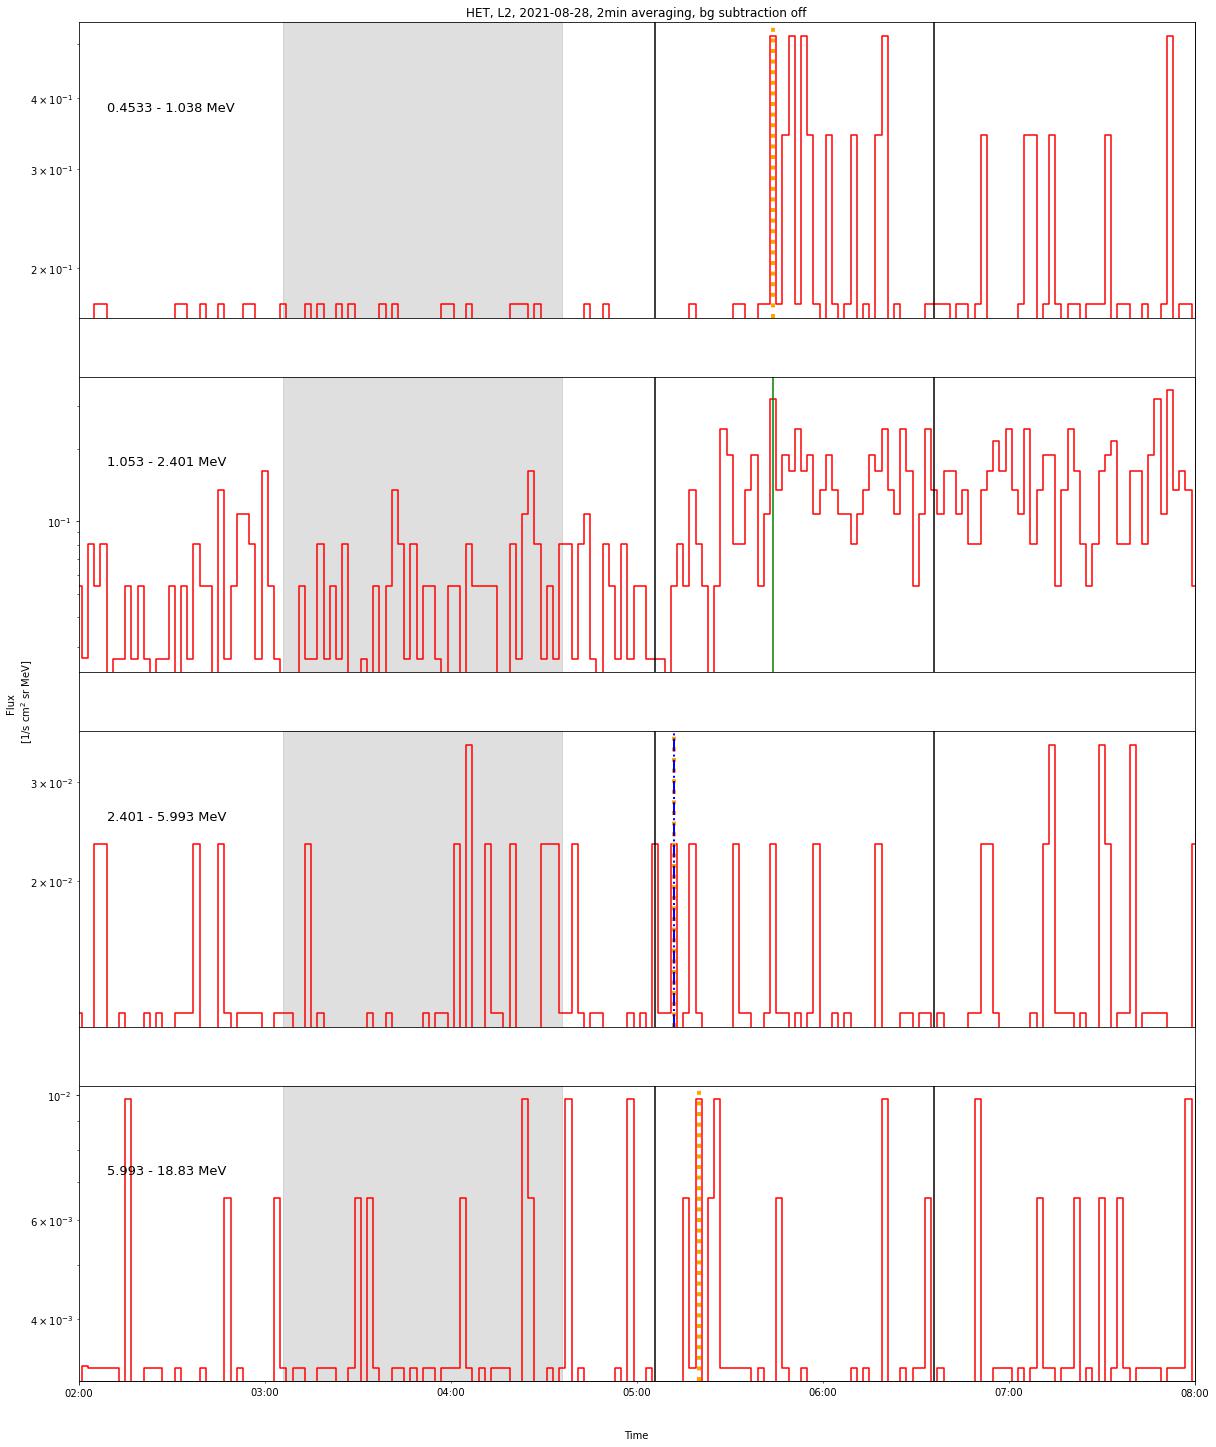 HET, L2, 2021-08-28, 2min averaging, bg subtraction off
4 × 10⁻¹
0.4533 - 1.038 MeV
3 × 10⁻¹
2 × 10⁻¹
1.053 - 2.401 MeV
10⁻¹
Flux
[1/s cm² sr MeV]
3 × 10⁻²
2.401 - 5.993 MeV
2 × 10⁻²
10⁻²
5.993 - 18.83 MeV
6 × 10⁻³
4 × 10⁻³
02:00 03:00 04:00 05:00 06:00 07:00 08:00
Time